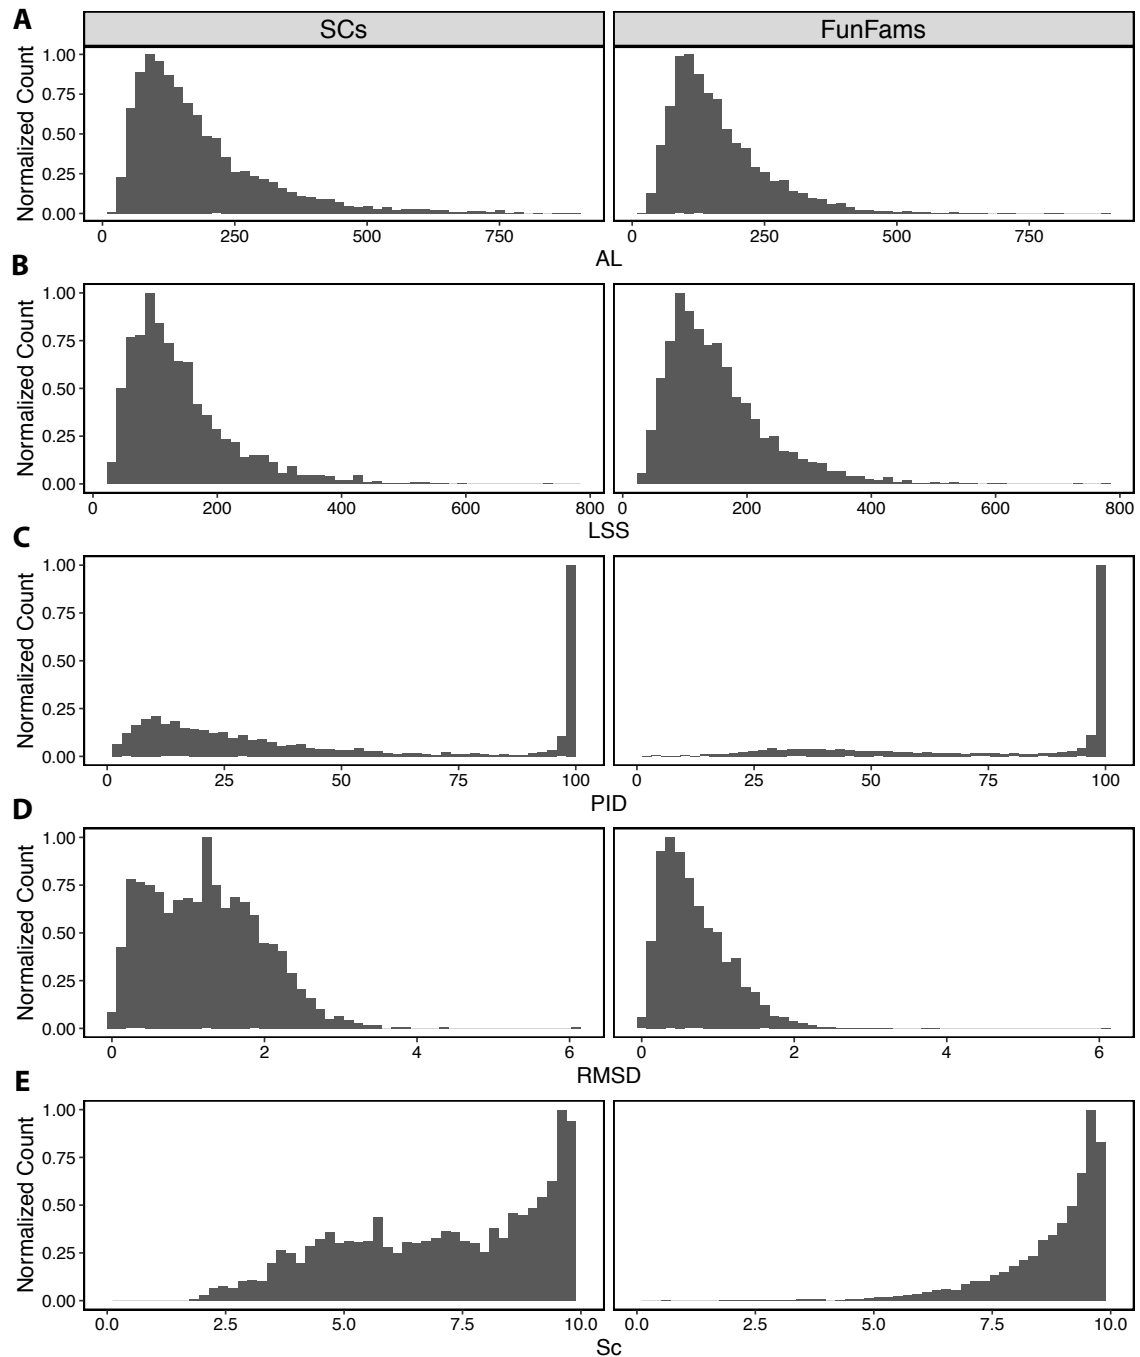 A
SCs FunFams
Normalized Count
1.00 0.75 0.50 0.25 0.00
0 250 500 750 0 250 500 750
AL
B
Normalized Count
1.00 0.75 0.50 0.25 0.00
0 200 400 600 800 0 200 400 600 800
LSS
C
Normalized Count
1.00 0.75 0.50 0.25 0.00
0 25 50 75 100 0 25 50 75 100
PID
D
Normalized Count
1.00 0.75 0.50 0.25 0.00
0 2 4 6 0 2 4 6
RMSD
E
Normalized Count
1.00 0.75 0.50 0.25 0.00
0.0 2.5 5.0 7.5 10.0 0.0 2.5 5.0 7.5 10.0
Sc